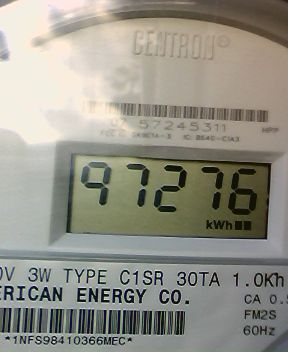 CENTRON®
57245311
97276
kWh
0V 3W TYPE C1SR 30TA 1.0Kh
ERICAN ENERGY CO.
CA 0.5
FM2S
60Hz
*1NFS98410366MEC*